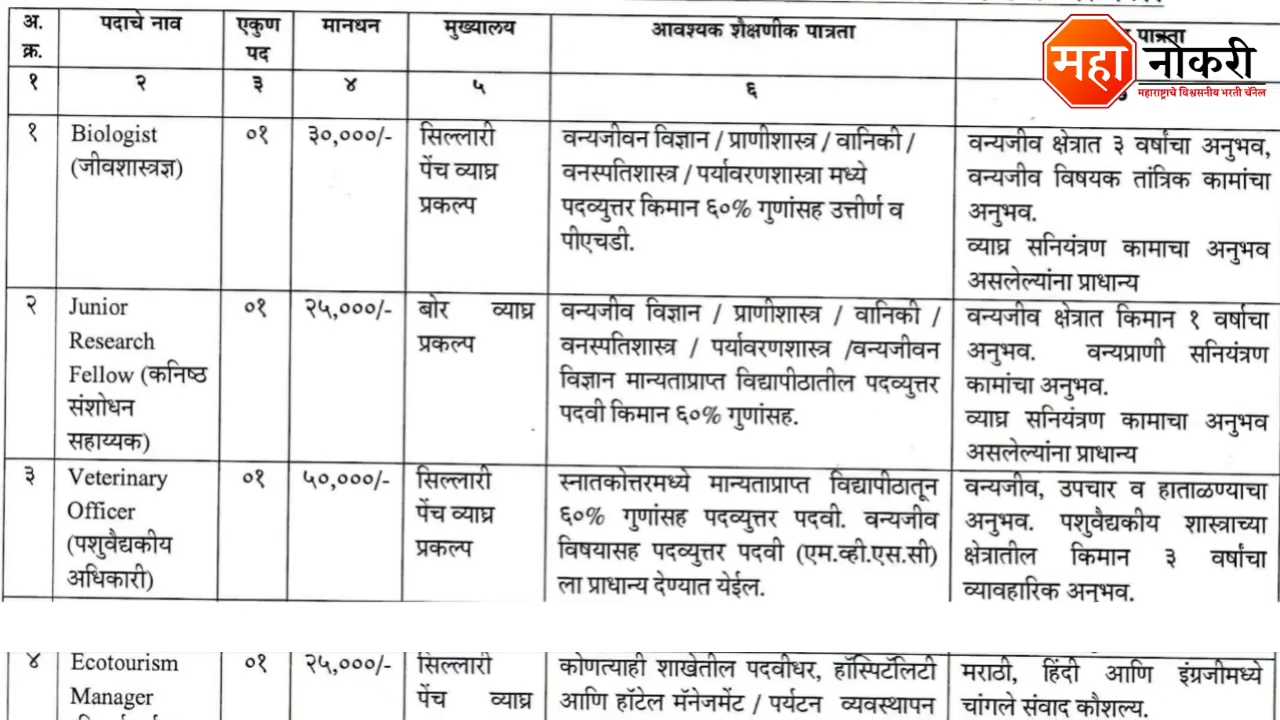 अ. क्र.
पदाचे नाव
एकुण पद
मानधन
मुख्यालय
आवश्यक शैक्षणीक पात्रता
पात्रता
महा नोकरी
महाराष्ट्राचे विश्वसनीय भरती चॅनेल
१ २ ३ ४ ५ ६
१
Biologist
(जीवशास्त्रज्ञ)
०१
३०,०००/-
सिल्लारी
पेंच व्याघ्र
प्रकल्प
वन्यजीवन विज्ञान / प्राणीशास्त्र / वानिकी /
वनस्पतिशास्त्र / पर्यावरणशास्त्रा मध्ये
पदव्युत्तर किमान ६०% गुणांसह उत्तीर्ण व
पीएचडी.
वन्यजीव क्षेत्रात ३ वर्षांचा अनुभव,
वन्यजीव विषयक तांत्रिक कामांचा
अनुभव.
व्याघ्र सनियंत्रण कामाचा अनुभव
असलेल्यांना प्राधान्य
२
Junior
Research
Fellow (कनिष्ठ
संशोधन
सहाय्यक)
०१
२५,०००/-
बोर व्याघ्र
प्रकल्प
वन्यजीव विज्ञान / प्राणीशास्त्र / वानिकी /
वनस्पतिशास्त्र / पर्यावरणशास्त्र /वन्यजीवन
विज्ञान मान्यताप्राप्त विद्यापीठातील पदव्युत्तर
पदवी किमान ६०% गुणांसह.
वन्यजीव क्षेत्रात किमान १ वर्षाचा
अनुभव. वन्यप्राणी सनियंत्रण
कामांचा अनुभव.
व्याघ्र सनियंत्रण कामाचा अनुभव
असलेल्यांना प्राधान्य
३
Veterinary
Officer
(पशुवैद्यकीय
अधिकारी)
०१
५०,०००/-
सिल्लारी
पेंच व्याघ्र
प्रकल्प
स्नातकोत्तरमध्ये मान्यताप्राप्त विद्यापीठातून
६०% गुणांसह पदव्युत्तर पदवी. वन्यजीव
विषयासह पदव्युत्तर पदवी (एम.व्ही.एस.सी)
ला प्राधान्य देण्यात येईल.
वन्यजीव, उपचार व हाताळण्याचा
अनुभव. पशुवैद्यकीय शास्त्राच्या
क्षेत्रातील किमान ३ वर्षांचा
व्यावहारिक अनुभव.
४
Ecotourism
Manager
०१
२५,०००/-
सिल्लारी
पेंच व्याघ्र
कोणत्याही शाखेतील पदवीधर, हॉस्पिटॅलिटी
आणि हॉटेल मॅनेजमेंट / पर्यटन व्यवस्थापन
मराठी, हिंदी आणि इंग्रजीमध्ये
चांगले संवाद कौशल्य.